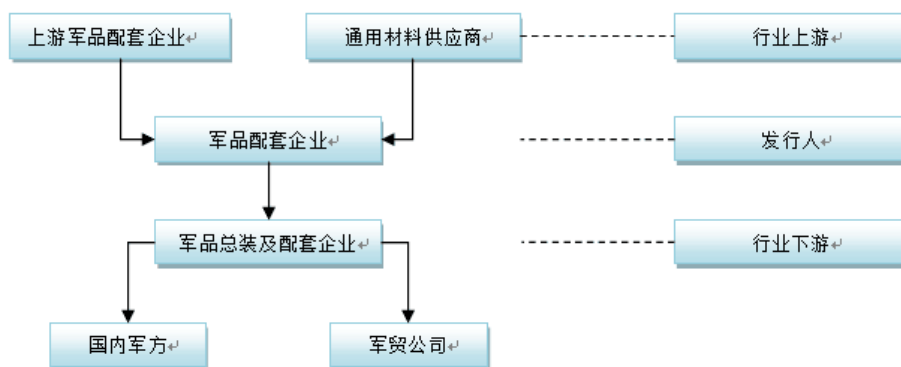 上游军品配套企业
通用材料供应商
行业上游
军品配套企业
发行人
军品总装及配套企业
行业下游
国内军方
军贸公司